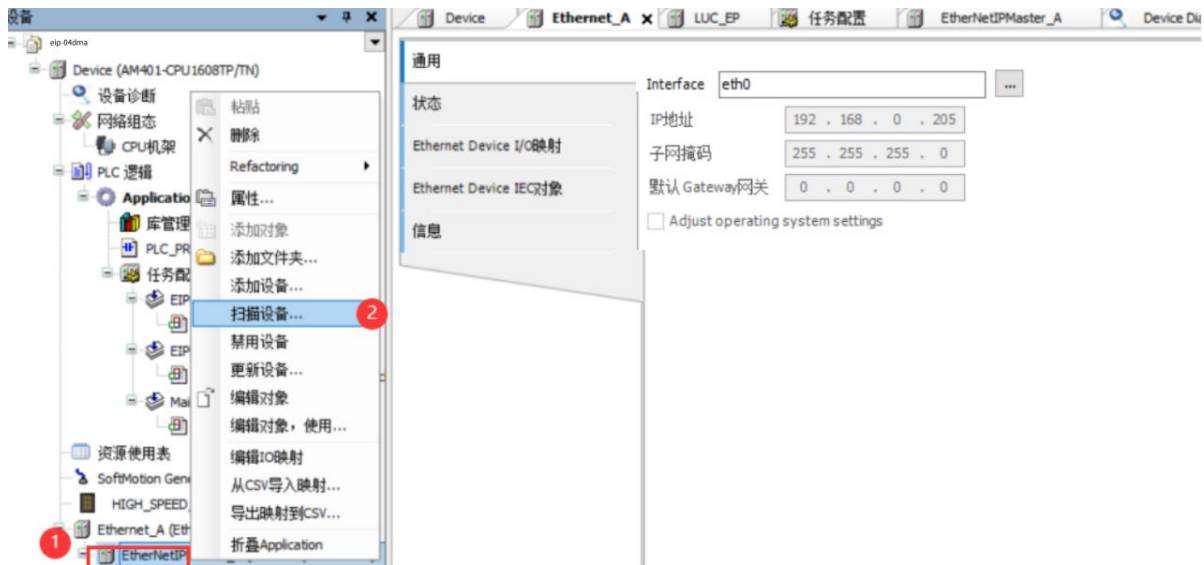 设备
Device
Ethernet_A
LUC_EP
任务配置
EtherNetIPMaster_A
Device Dia
eip-04dma
Device (AM401-CPU1608TP/TN)
设备诊断
网络组态
CPU机架
PLC 逻辑
Applicatio
库管理
PLC_PR
任务配
EIP
EIP
Mai
资源使用表
SoftMotion Gene
HIGH_SPEED_
Ethernet_A (Eth
1
EtherNetIP
粘贴
删除
Refactoring
属性...
添加对象
添加文件夹...
添加设备...
扫描设备...
2
禁用设备
更新设备...
编辑对象
编辑对象，使用...
编辑IO映射
从CSV导入映射...
导出映射到CSV...
折叠Application
通用
状态
Ethernet Device I/O映射
Ethernet Device IEC对象
信息
Interface eth0 ...
IP地址 192 . 168 . 0 . 205
子网掩码 255 . 255 . 255 . 0
默认Gateway网关 0 . 0 . 0 . 0
Adjust operating system settings